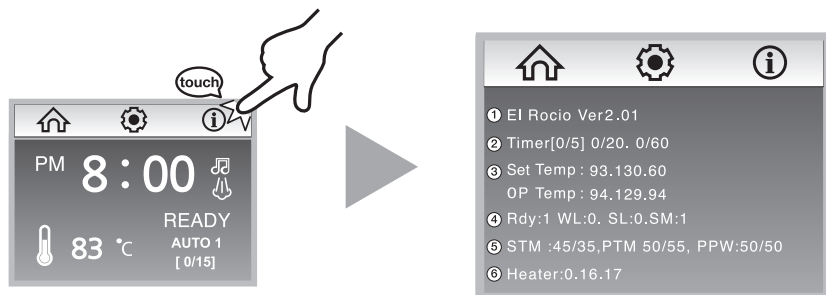 touch
PM 8:00
83 °C
READY
AUTO 1
[ 0/15]
① El Rocio Ver2.01
② Timer[0/5] 0/20. 0/60
③ Set Temp : 93.130.60
OP Temp : 94.129.94
④ Rdy:1 WL:0. SL:0.SM:1
⑤ STM :45/35,PTM 50/55, PPW:50/50
⑥ Heater:0.16.17